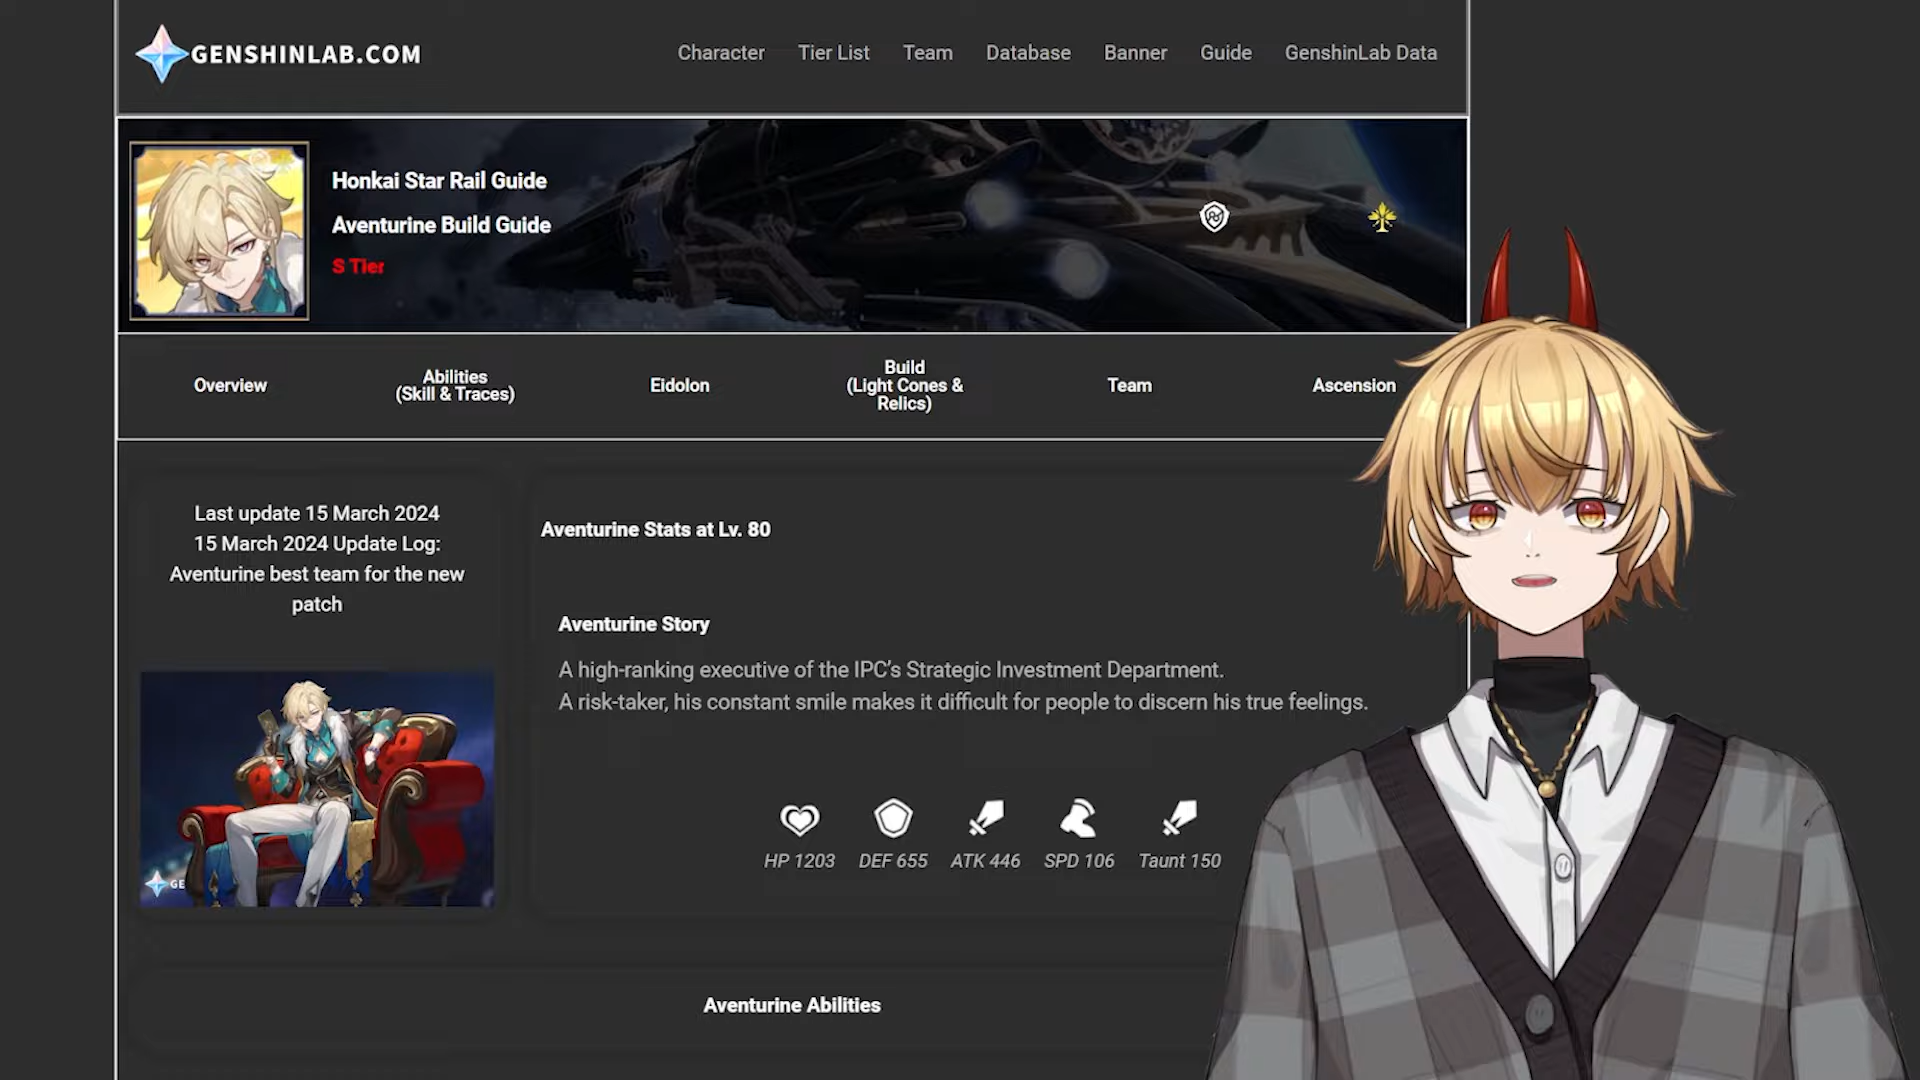 GENSHINLAB.COM
Character Tier List Team Database Banner Guide GenshinLab Data
Honkai Star Rail Guide
Aventurine Build Guide
S Tier
Overview
Abilities
(Skill & Traces)
Eidolon
Build
(Light Cones &
Relics)
Team
Ascension
Last update 15 March 2024
15 March 2024 Update Log:
Aventurine best team for the new
patch
GE
Aventurine Stats at Lv. 80
Aventurine Story
A high-ranking executive of the IPC's Strategic Investment Department.
A risk-taker, his constant smile makes it difficult for people to discern his true feelings.
HP 1203 DEF 655 ATK 446 SPD 106 Taunt 150
Aventurine Abilities